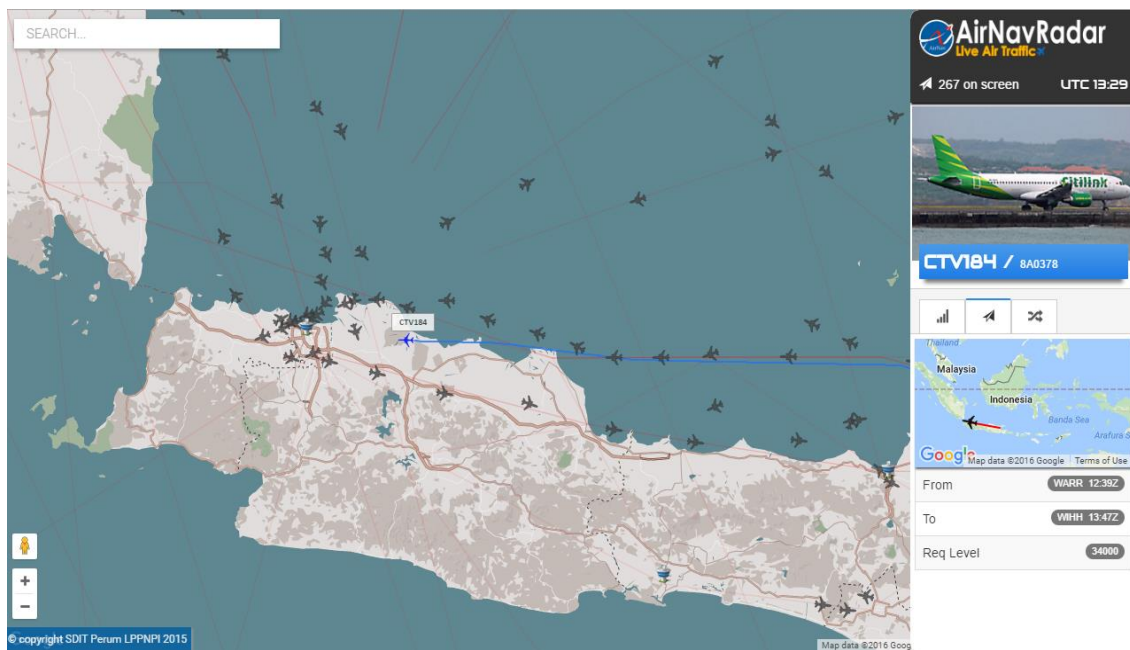 SEARCH...
AirNavRadar
Live Air Traffic
267 on screen
UTC 13:29
Citilink
CTV184 / 8A0378
CTV184
Thailand
Malaysia
Indonesia
Banda Sea
Arafura S
Google
Map data ©2016 Google
Terms of Use
From
WARR 12:39Z
To
WIHH 13:47Z
Req Level
34000
+
−
© copyright SDIT Perum LPPNPI 2015
Map data ©2016 Goog